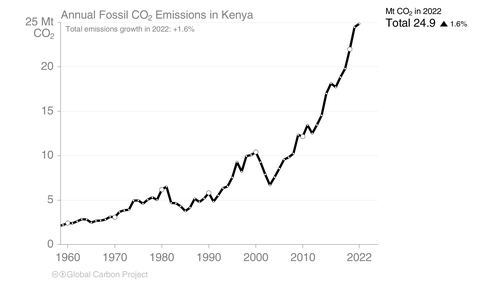 Annual Fossil CO₂ Emissions in Kenya
Total emissions growth in 2022: +1.6%
Mt CO₂ in 2022
Total 24.9 ▲ 1.6%
25 Mt
CO₂
20
15
10
5
0
1960 1970 1980 1990 2000 2010 2022
Global Carbon Project